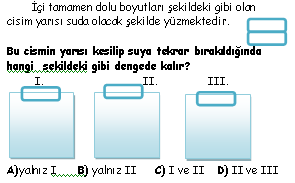 İçi tamamen dolu boyutları şekildeki gibi olan
cisim yarısı suda olacak şekilde yüzmektedir.
Bu cismin yarısı kesilip suya tekrar bırakıldığında
hangi şekildeki gibi dengede kalır?
I. II. III.
A)yalnız I B) yalnız II C) I ve II D) II ve III